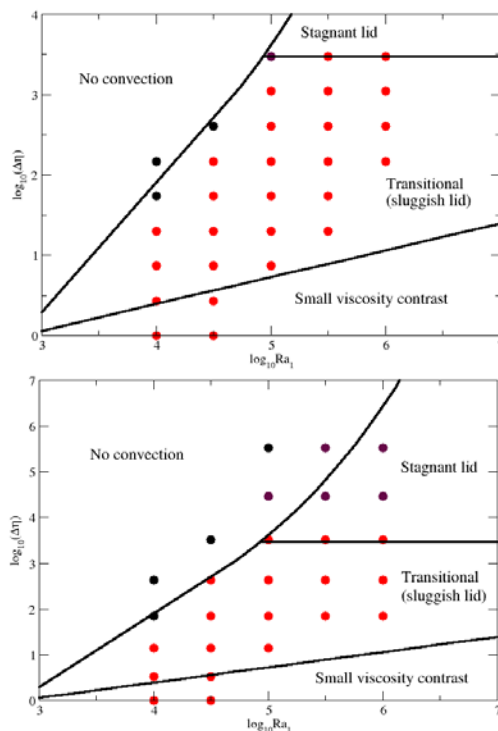 4
Stagnant lid
No convection
3
log10(Δη)
2
Transitional
(sluggish lid)
1
Small viscosity contrast
0
3 4 5 6 7
log10Ra1
7
6
No convection
5
Stagnant lid
log10(Δη)
4
3
Transitional
(sluggish lid)
2
1
Small viscosity contrast
0
3 4 5 6 7
log10Ra1